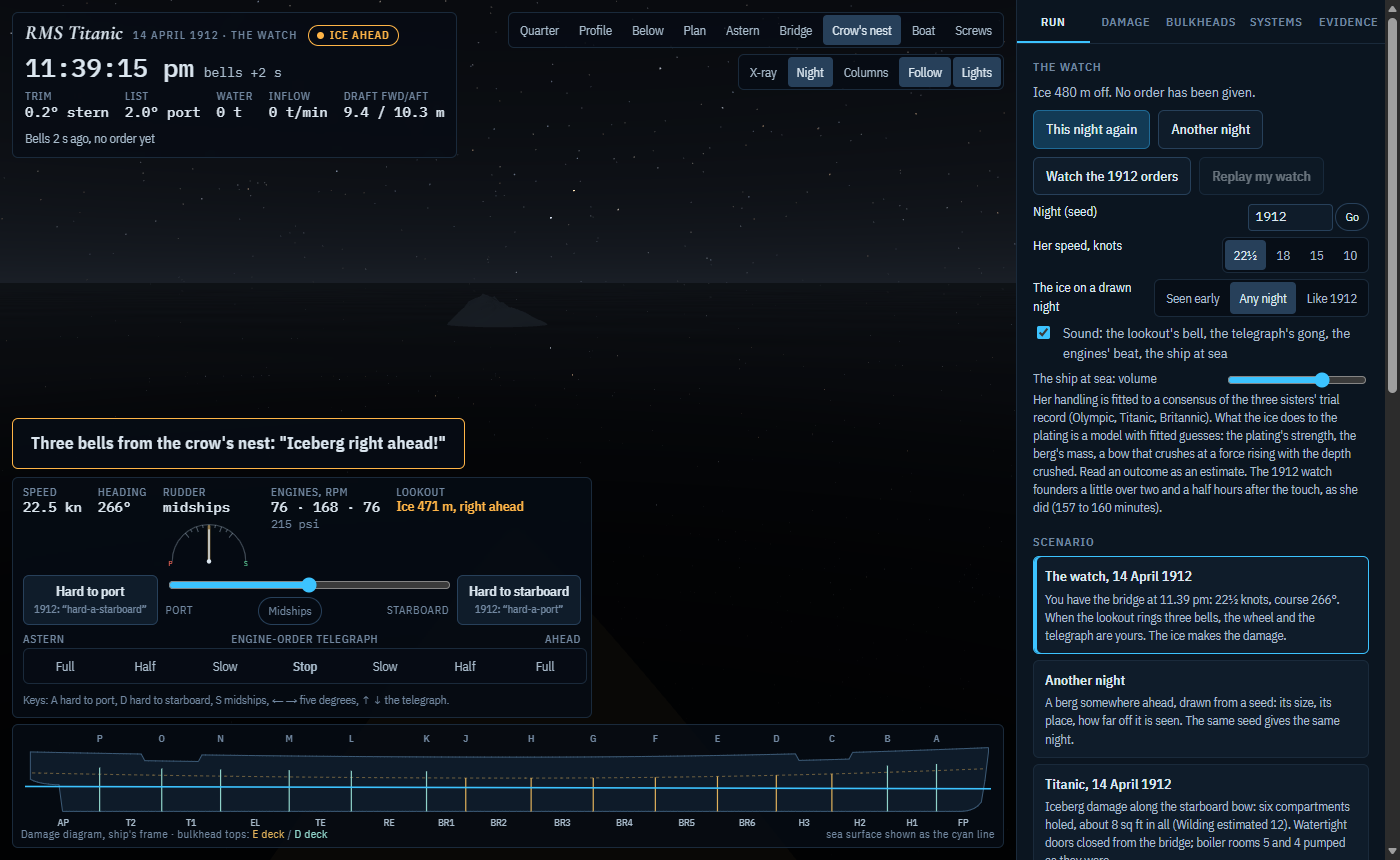 RMS Titanic 14 APRIL 1912 · THE WATCH ICE AHEAD
11:39:15 pm bells +2 s
TRIM LIST WATER INFLOW DRAFT FWD/AFT
0.2° stern 2.0° port 0 t 0 t/min 9.4 / 10.3 m
Bells 2 s ago, no order yet
Quarter Profile Below Plan Astern Bridge Crow's nest Boat Screws
X-ray Night Columns Follow Lights
Three bells from the crow's nest: "Iceberg right ahead!"
SPEED HEADING RUDDER ENGINES, RPM LOOKOUT
22.5 kn 266° midships 76 · 168 · 76 Ice 471 m, right ahead
215 psi
P S
Hard to port
1912: "hard-a-starboard"
PORT Midships STARBOARD
Hard to starboard
1912: "hard-a-port"
ASTERN ENGINE-ORDER TELEGRAPH AHEAD
Full Half Slow Stop Slow Half Full
Keys: A hard to port, D hard to starboard, S midships, ←→ five degrees, ↑ ↓ the telegraph.
P O N M L K J H G F E D C B A
AP T2 T1 EL TE RE BR1 BR2 BR3 BR4 BR5 BR6 H3 H2 H1 FP
Damage diagram, ship's frame · bulkhead tops: E deck / D deck sea surface shown as the cyan line
RUN DAMAGE BULKHEADS SYSTEMS EVIDENCE
THE WATCH
Ice 480 m off. No order has been given.
This night again Another night
Watch the 1912 orders Replay my watch
Night (seed) 1912 Go
Her speed, knots 22½ 18 15 10
The ice on a drawn
night
Seen early Any night Like 1912
Sound: the lookout's bell, the telegraph's gong, the
engines' beat, the ship at sea
The ship at sea: volume
Her handling is fitted to a consensus of the three sisters' trial
record (Olympic, Titanic, Britannic). What the ice does to the
plating is a model with fitted guesses: the plating's strength, the
berg's mass, a bow that crushes at a force rising with the depth
crushed. Read an outcome as an estimate. The 1912 watch
founders a little over two and a half hours after the touch, as she
did (157 to 160 minutes).
SCENARIO
The watch, 14 April 1912
You have the bridge at 11.39 pm: 22½ knots, course 266°.
When the lookout rings three bells, the wheel and the
telegraph are yours. The ice makes the damage.
Another night
A berg somewhere ahead, drawn from a seed: its size, its
place, how far off it is seen. The same seed gives the same
night.
Titanic, 14 April 1912
Iceberg damage along the starboard bow: six compartments
holed, about 8 sq ft in all (Wilding estimated 12). Watertight
doors closed from the bridge; boiler rooms 5 and 4 pumped
as they were.